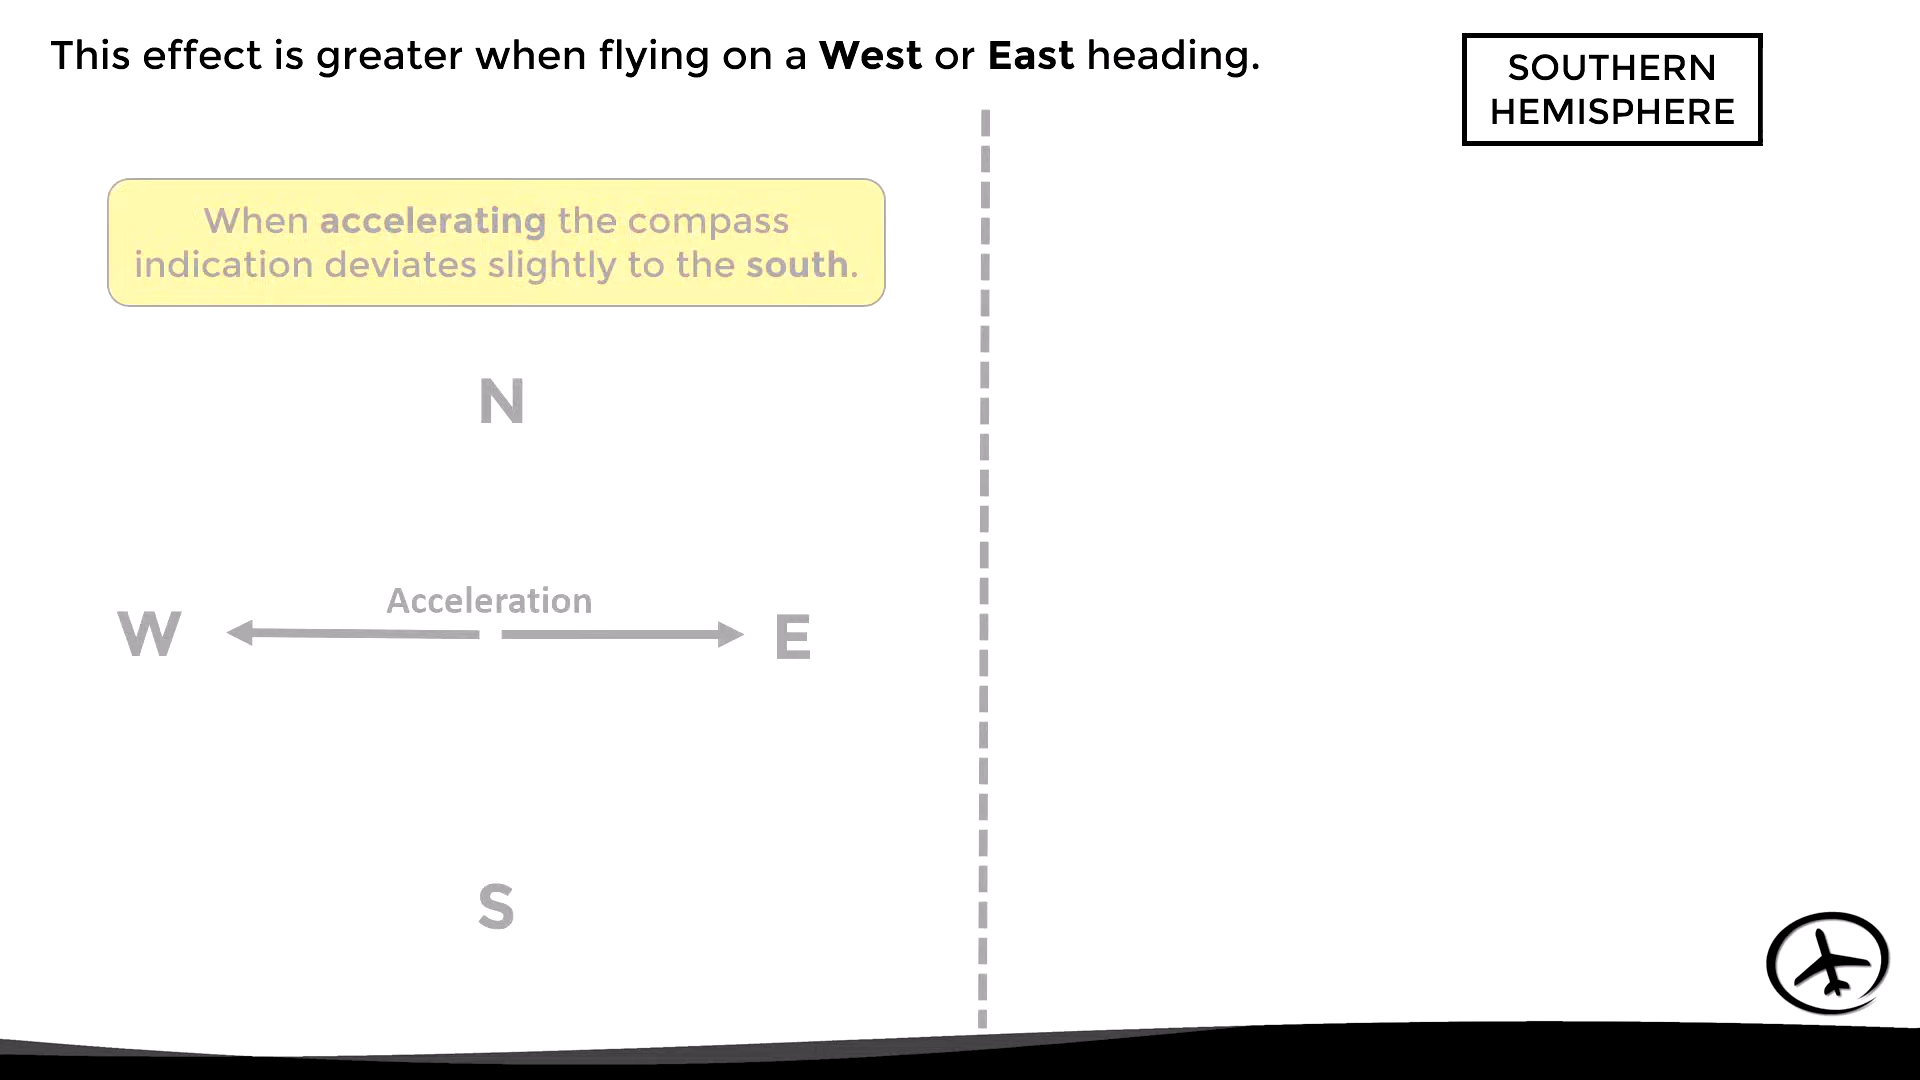 This effect is greater when flying on a West or East heading.
SOUTHERN
HEMISPHERE
When accelerating the compass
indication deviates slightly to the south.
N
Acceleration
W
E
S